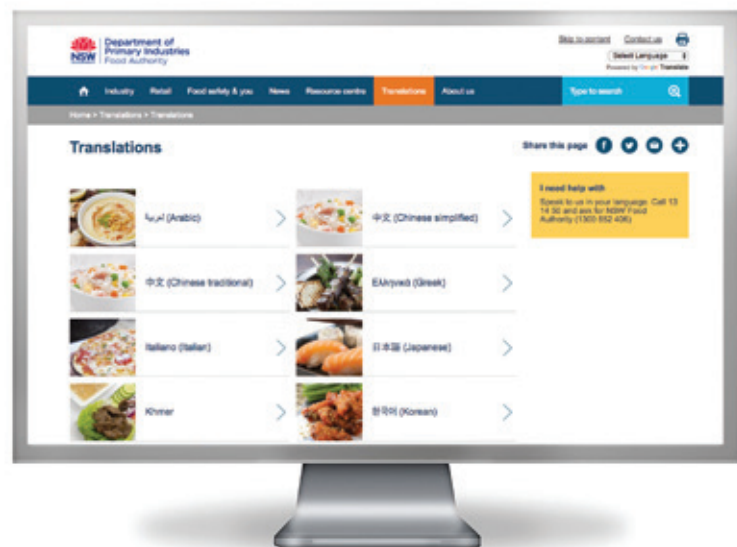 Department of
Primary Industries
Food Authority
NSW
Skip to content Contact us
Select Language
Powered by Google Translate
Industry Retail Food safety & you News Resource centre Translations About us
Type to search
Home > Translations > Translations
Translations
Share this page
العربية (Arabic)
中文 (Chinese simplified)
I need help with
Speak to us in your language. Call 13
14 50 and ask for NSW Food
Authority (1300 552 406)
中文 (Chinese traditional)
Ελληνικά (Greek)
Italiano (Italian)
日本語 (Japanese)
Khmer
한국어 (Korean)